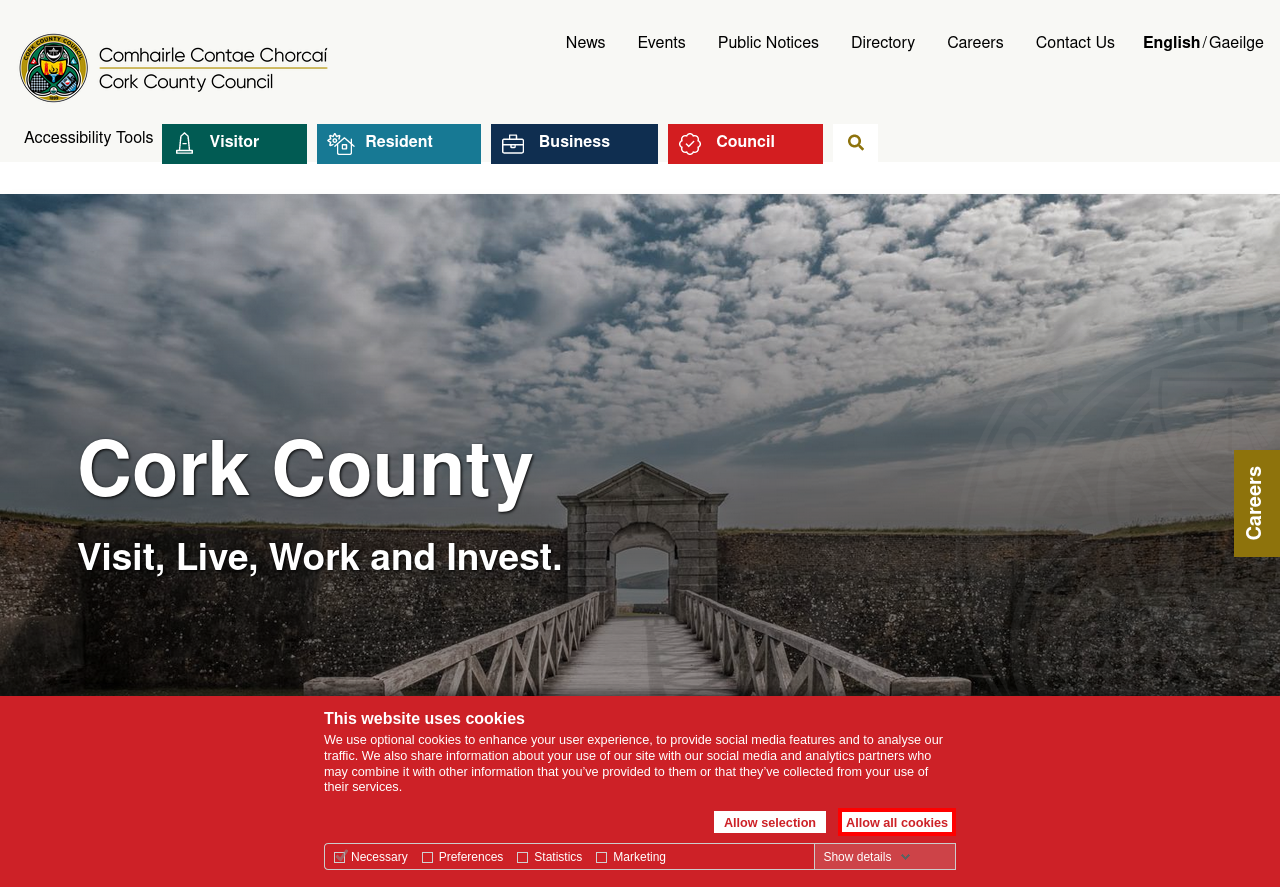 Comhairle Contae Chorcaí
Cork County Council
News Events Public Notices Directory Careers Contact Us English / Gaeilge
Accessibility Tools Visitor Resident Business Council
Cork County
Visit, Live, Work and Invest.
Careers
This website uses cookies
We use optional cookies to enhance your user experience, to provide social media features and to analyse our
traffic. We also share information about your use of our site with our social media and analytics partners who
may combine it with other information that you’ve provided to them or that they’ve collected from your use of
their services.
Allow selection Allow all cookies
Necessary Preferences Statistics Marketing Show details